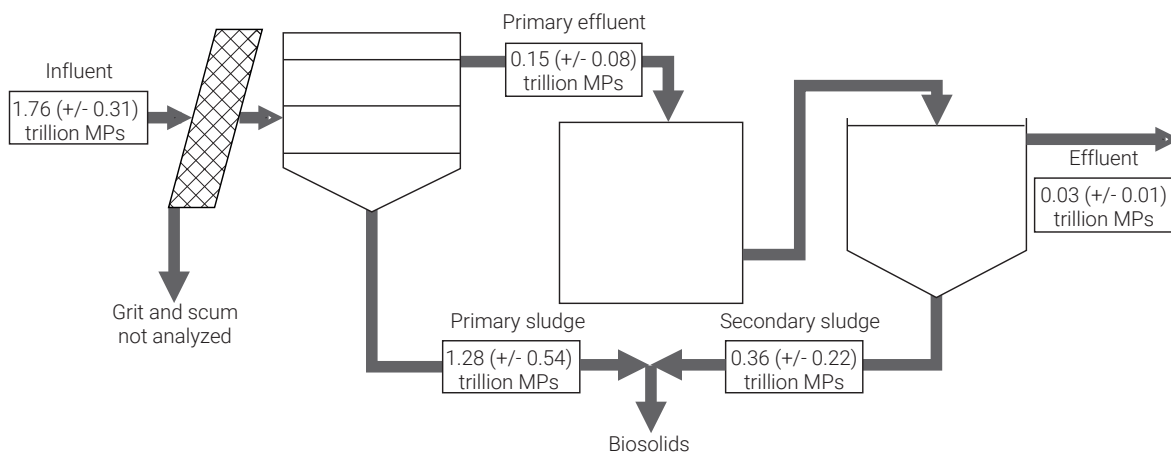 Primary effluent
0.15 (+/- 0.08)
trillion MPs
Influent
1.76 (+/- 0.31)
trillion MPs
Effluent
0.03 (+/- 0.01)
trillion MPs
Grit and scum
not analyzed
Primary sludge
1.28 (+/- 0.54)
trillion MPs
Secondary sludge
0.36 (+/- 0.22)
trillion MPs
Biosolids